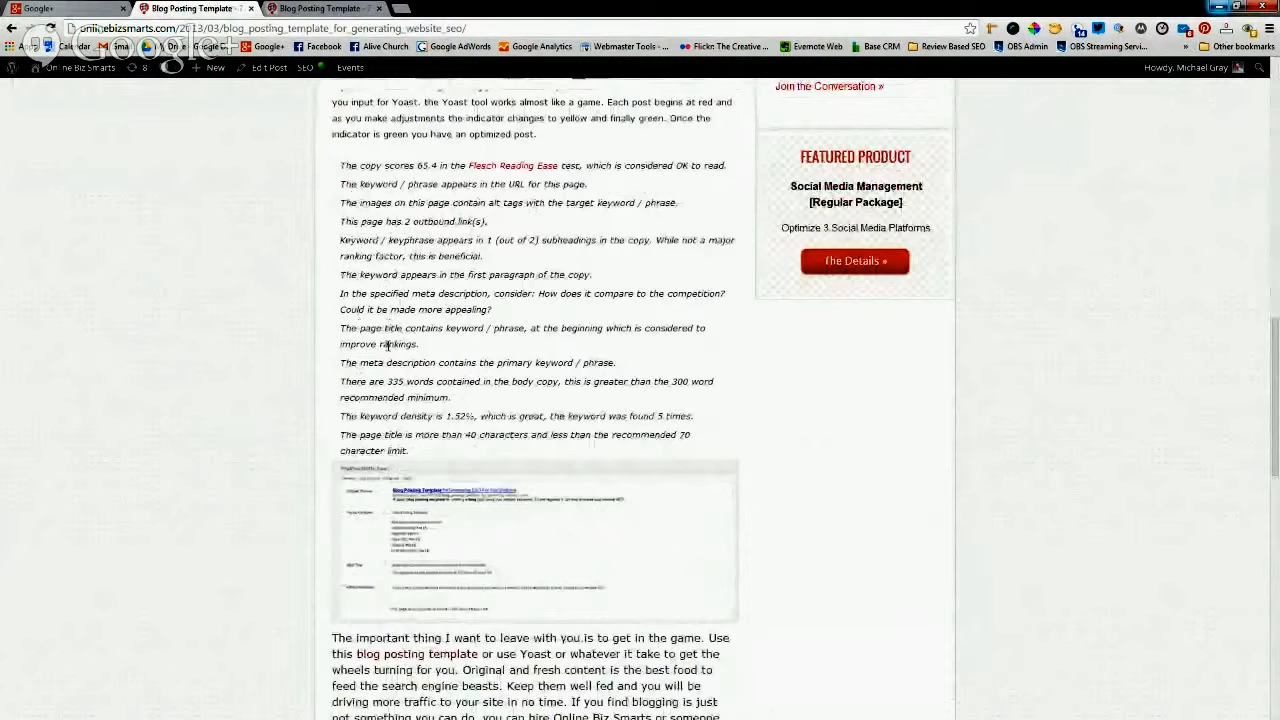 Google+
Blog Posting Template
Blog Posting Template
onlinebizsmarts.com/2013/03/blog_posting_template_for_generating_website_seo/
Google+
Apps
Calendar
Facebook
Alive Church
Google AdWords
Google Analytics
Webmaster Tools
Flickr: The Creative ...
Evernote Web
Base CRM
Review Based SEO
OBS Admin
OBS Streaming Serv...
Other bookmarks
Online Biz Smarts
8
+ New
Edit Post
SEO
Events
Howdy, Michael Gray
you input for Yoast. the Yoast tool works almost like a game. Each post begins at red and
as you make adjustments the indicator changes to yellow and finally green. Once the
indicator is green you have an optimized post.
The copy scores 65.4 in the Flesch Reading Ease test, which is considered OK to read.
The keyword / phrase appears in the URL for this page.
The images on this page contain alt tags with the target keyword / phrase.
This page has 2 outbound link(s).
Keyword / keyphrase appears in 1 (out of 2) subheadings in the copy. While not a major
ranking factor, this is beneficial.
The keyword appears in the first paragraph of the copy.
In the specified meta description, consider: How does it compare to the competition?
Could it be made more appealing?
The page title contains keyword / phrase, at the beginning which is considered to
improve rankings.
The meta description contains the primary keyword / phrase.
There are 335 words contained in the body copy, this is greater than the 300 word
recommended minimum.
The keyword density is 1.52%, which is great, the keyword was found 5 times.
The page title is more than 40 characters and less than the recommended 70
character limit.
The important thing I want to leave with you is to get in the game. Use
this blog posting template or use Yoast or whatever it take to get the
wheels turning for you. Original and fresh content is the best food to
feed the search engine beasts. Keep them well fed and you will be
driving more traffic to your site in no time. If you find blogging is just
not something you can do, you can hire Online Biz Smarts or someone
Join the Conversation »
FEATURED PRODUCT
Social Media Management
[Regular Package]
Optimize 3 Social Media Platforms
The Details »